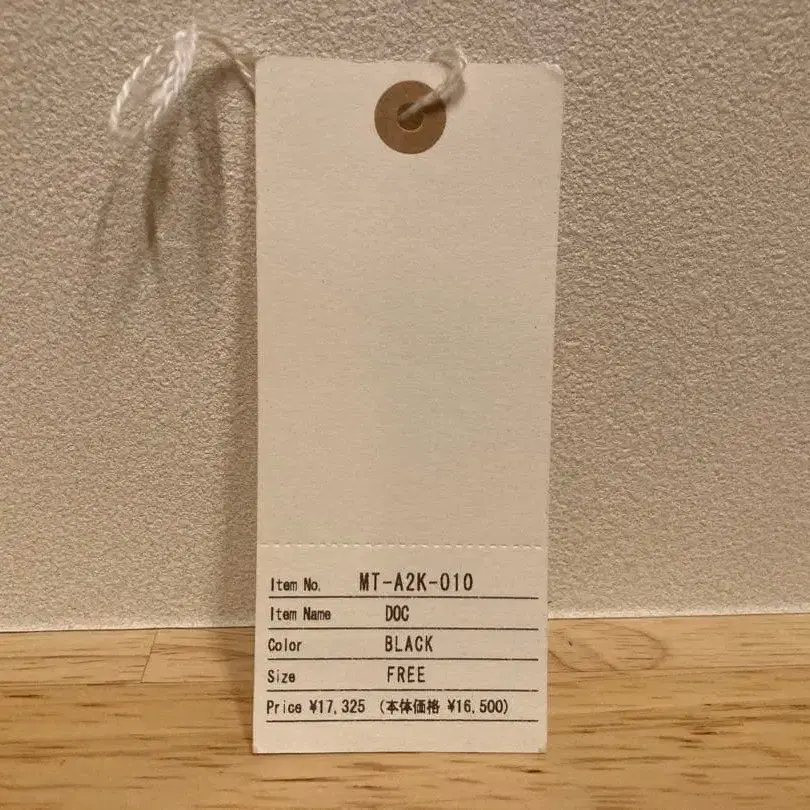 Item No. MT-A2K-010
Item Name DOC
Color BLACK
Size FREE
Price ¥17,325 (本体価格 ¥16,500)